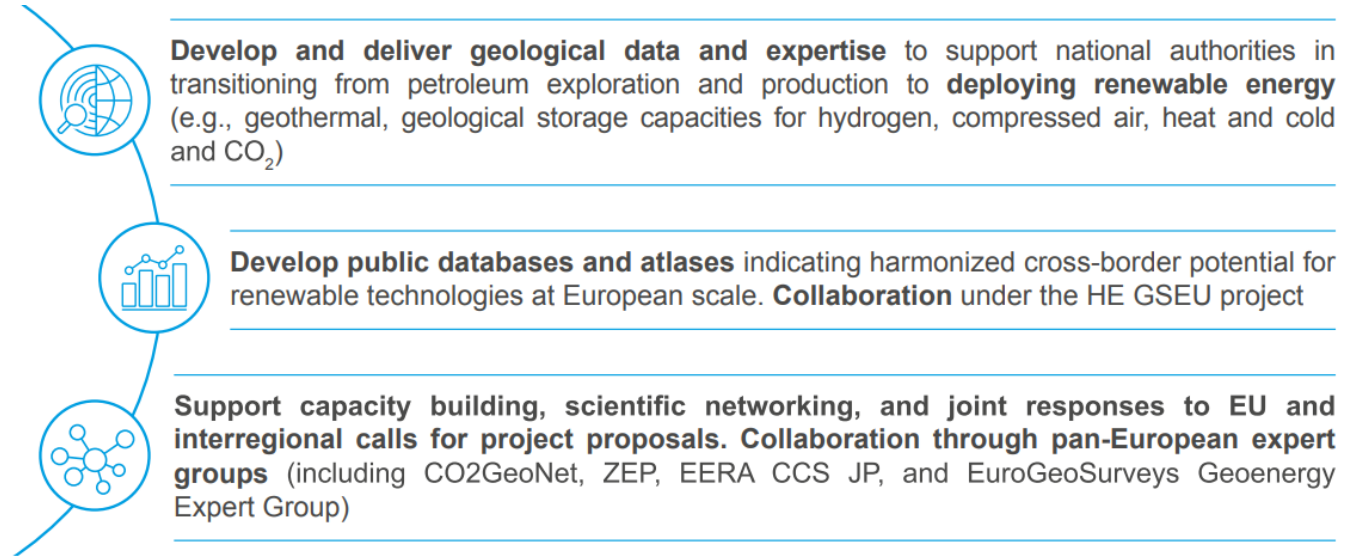 Develop and deliver geological data and expertise to support national authorities in
transitioning from petroleum exploration and production to deploying renewable energy
(e.g., geothermal, geological storage capacities for hydrogen, compressed air, heat and cold
and CO₂)
Develop public databases and atlases indicating harmonized cross-border potential for
renewable technologies at European scale. Collaboration under the HE GSEU project
Support capacity building, scientific networking, and joint responses to EU and
interregional calls for project proposals. Collaboration through pan-European expert
groups (including CO2GeoNet, ZEP, EERA CCS JP, and EuroGeoSurveys Geoenergy
Expert Group)